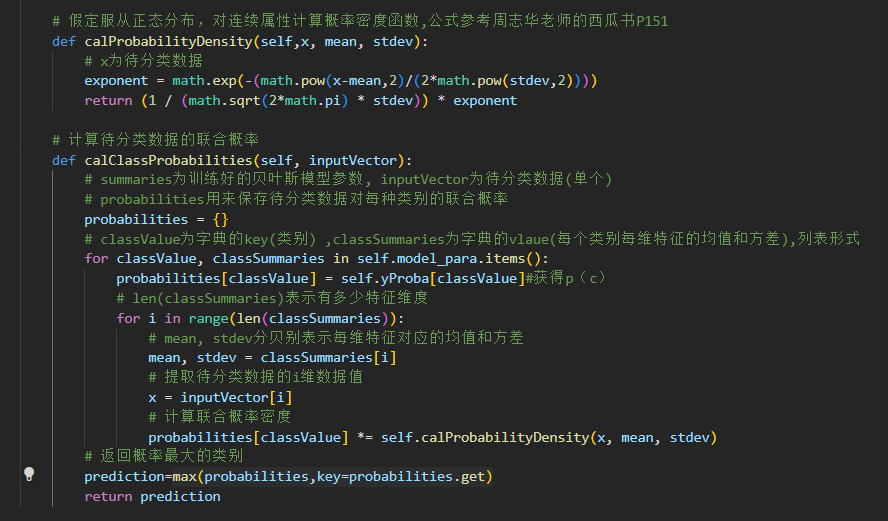 # 假定服从正态分布，对连续属性计算概率密度函数,公式参考周志华老师的西瓜书P151
def calProbabilityDensity(self,x, mean, stdev):
# x为待分类数据
exponent = math.exp(-(math.pow(x-mean,2)/(2*math.pow(stdev,2))))
return (1 / (math.sqrt(2*math.pi) * stdev)) * exponent
# 计算待分类数据的联合概率
def calClassProbabilities(self, inputVector):
# summaries为训练好的贝叶斯模型参数, inputVector为待分类数据(单个)
# probabilities用来保存待分类数据对每种类别的联合概率
probabilities = {}
# classValue为字典的key(类别) ,classSummaries为字典的vlaue(每个类别每维特征的均值和方差),列表形式
for classValue, classSummaries in self.model_para.items():
probabilities[classValue] = self.yProba[classValue]#获得p（c）
# len(classSummaries)表示有多少特征维度
for i in range(len(classSummaries)):
# mean, stdev分贝别表示每维特征对应的均值和方差
mean, stdev = classSummaries[i]
# 提取待分类数据的i维数据值
x = inputVector[i]
# 计算联合概率密度
probabilities[classValue] *= self.calProbabilityDensity(x, mean, stdev)
# 返回概率最大的类别
prediction=max(probabilities,key=probabilities.get)
return prediction